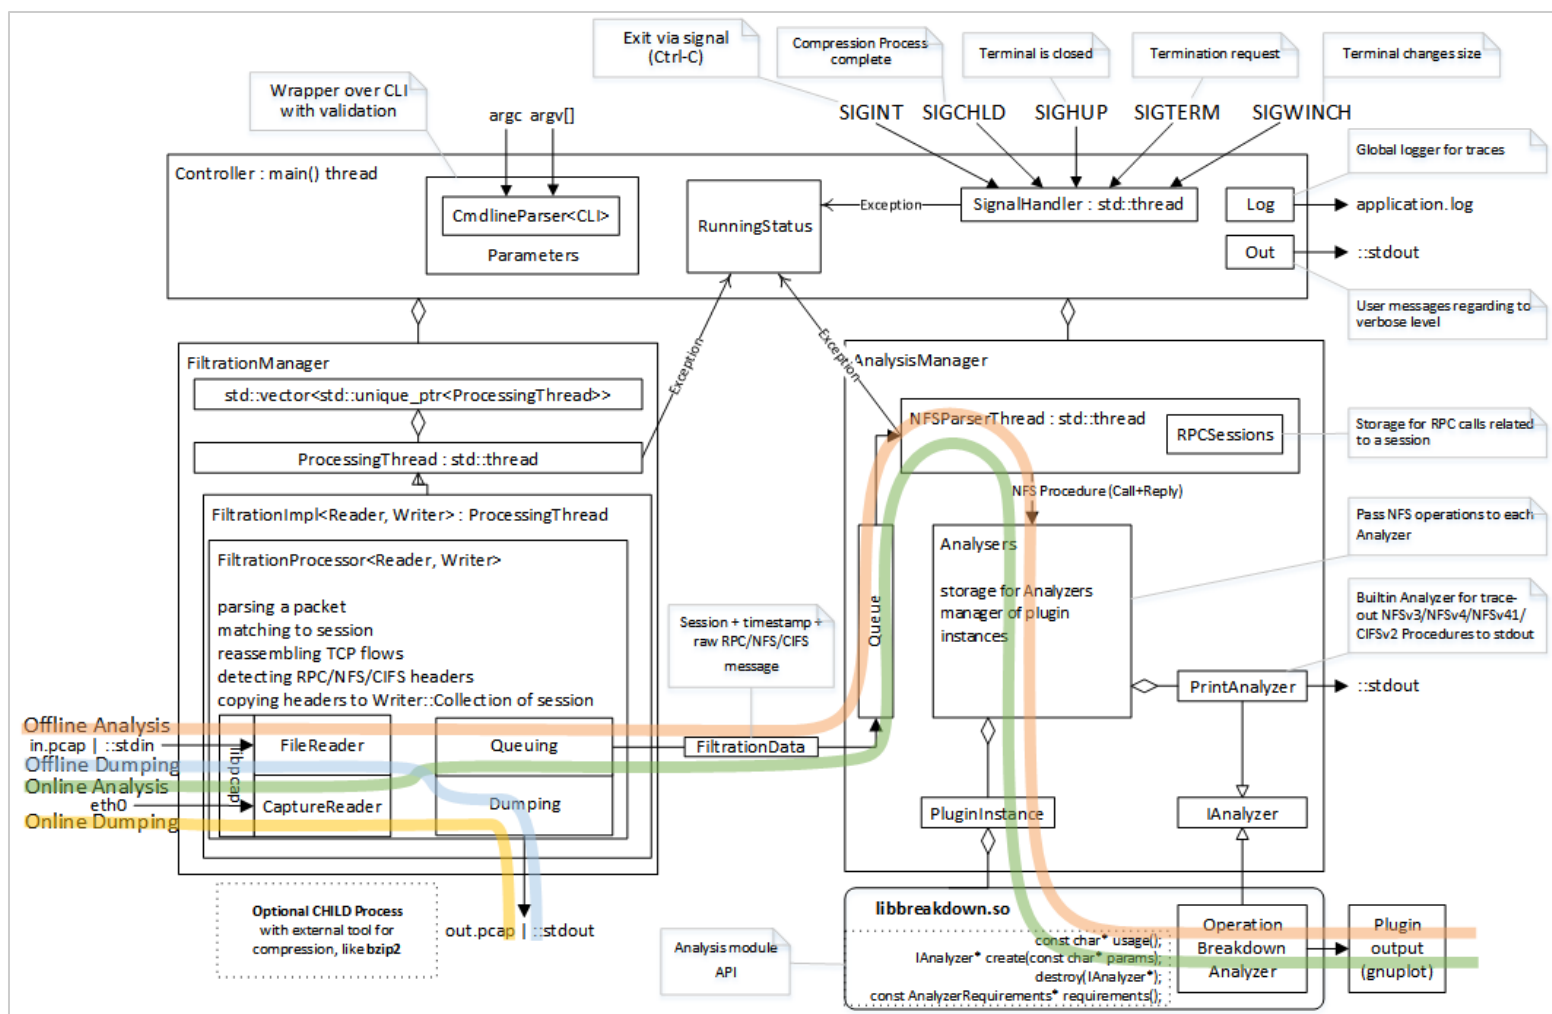 Exit via signal
(Ctrl-C)
Compression Process
complete
Terminal is closed
Termination request
Terminal changes size
Wrapper over CLI
with validation
argc argv[]
SIGINT SIGCHLD SIGHUP SIGTERM SIGWINCH
Global logger for traces
Controller : main() thread
CmdlineParser<CLI>
Parameters
RunningStatus
Exception
SignalHandler : std::thread
Log
application.log
Out
::stdout
User messages regarding to
verbose level
FiltrationManager
std::vector<std::unique_ptr<ProcessingThread>>
ProcessingThread : std::thread
Exception
Exception
AnalysisManager
NFSParserThread : std::thread
RPCSessions
Storage for RPC calls related
to a session
NFS Procedure (Call+Reply)
FiltrationImpl<Reader, Writer> : ProcessingThread
FiltrationProcessor<Reader, Writer>
parsing a packet
matching to session
reassembling TCP flows
detecting RPC/NFS/CIFS headers
copying headers to Writer::Collection of session
Pass NFS operations to each
Analyzer
Analysers
storage for Analyzers
manager of plugin
instances
Queue
Builtin Analyzer for trace-
out NFSv3/NFSv4/NFSv41/
CIFSv2 Procedures to stdout
Session + timestamp +
raw RPC/NFS/CIFS
message
PrintAnalyzer
::stdout
Offline Analysis
in.pcap | ::stdin
Offline Dumping
Online Analysis
eth0
Online Dumping
libpcap
FileReader
CaptureReader
Queuing
Dumping
FiltrationData
PluginInstance
IAnalyzer
Optional CHILD Process
with external tool for
compression, like bzip2
out.pcap | ::stdout
Analysis module
API
libbreakdown.so
const char* usage();
IAnalyzer* create(const char* params);
destroy(IAnalyzer*);
const AnalyzerRequirements* requirements();
Operation
Breakdown
Analyzer
Plugin
output
(gnuplot)